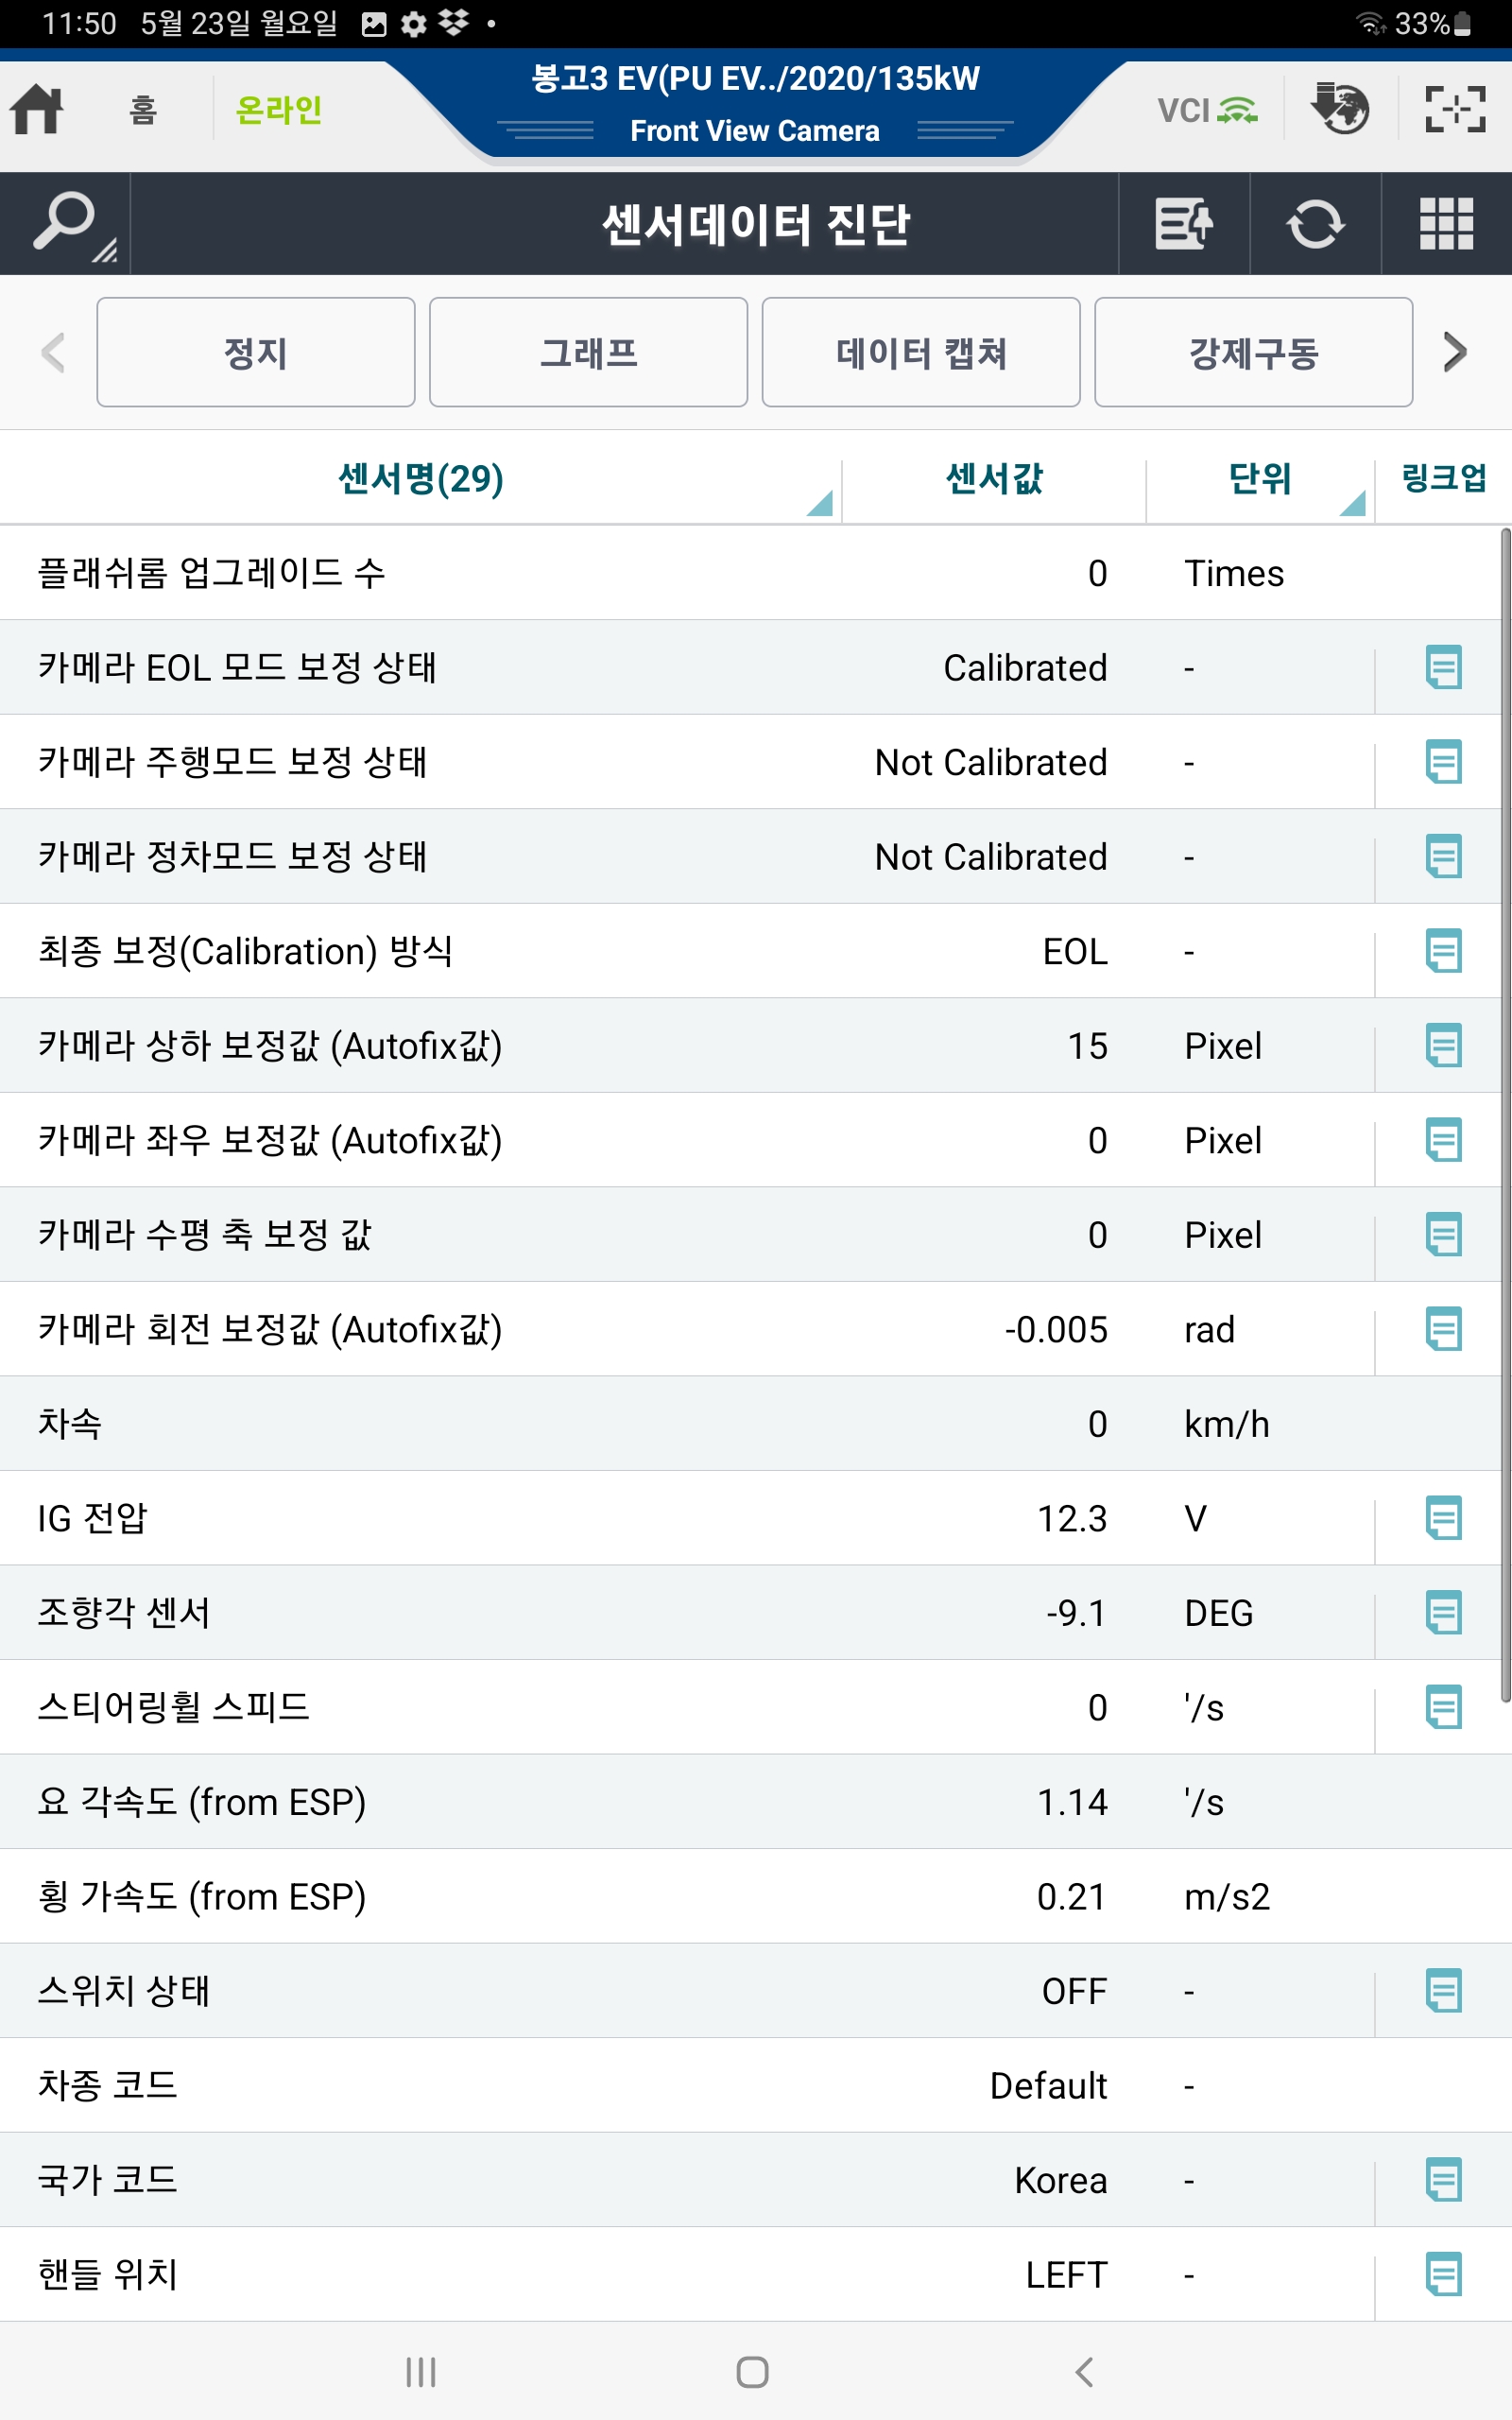 11:50 5월 23일 월요일 33%
봉고3 EV(PU EV../2020/135kW
홈 온라인 Front View Camera VCI
센서데이터 진단
정지 그래프 데이터 캡쳐 강제구동
센서명(29) 센서값 단위 링크업
플래쉬롬 업그레이드 수 0 Times
카메라 EOL 모드 보정 상태 Calibrated -
카메라 주행모드 보정 상태 Not Calibrated -
카메라 정차모드 보정 상태 Not Calibrated -
최종 보정(Calibration) 방식 EOL -
카메라 상하 보정값 (Autofix값) 15 Pixel
카메라 좌우 보정값 (Autofix값) 0 Pixel
카메라 수평 축 보정 값 0 Pixel
카메라 회전 보정값 (Autofix값) -0.005 rad
차속 0 km/h
IG 전압 12.3 V
조향각 센서 -9.1 DEG
스티어링휠 스피드 0 '/s
요 각속도 (from ESP) 1.14 '/s
횡 가속도 (from ESP) 0.21 m/s2
스위치 상태 OFF -
차종 코드 Default -
국가 코드 Korea -
핸들 위치 LEFT -